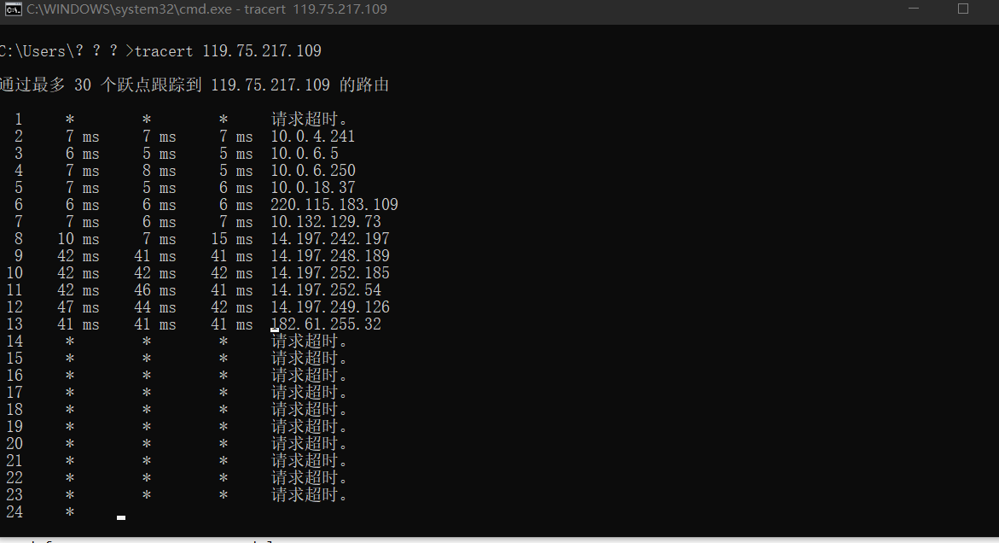 C:\WINDOWS\system32\cmd.exe - tracert  119.75.217.109
C:\Users\? ? ? >tracert 119.75.217.109
通过最多 30 个跃点跟踪到 119.75.217.109 的路由
1     *        *        *     请求超时。
2     7 ms     7 ms     7 ms  10.0.4.241
3     6 ms     5 ms     5 ms  10.0.6.5
4     7 ms     8 ms     5 ms  10.0.6.250
5     7 ms     5 ms     6 ms  10.0.18.37
6     6 ms     6 ms     6 ms  220.115.183.109
7     7 ms     6 ms     7 ms  10.132.129.73
8    10 ms     7 ms    15 ms  14.197.242.197
9    42 ms    41 ms    41 ms  14.197.248.189
10    42 ms    42 ms    42 ms  14.197.252.185
11    42 ms    46 ms    41 ms  14.197.252.54
12    47 ms    44 ms    42 ms  14.197.249.126
13    41 ms    41 ms    41 ms  182.61.255.32
14     *        *        *     请求超时。
15     *        *        *     请求超时。
16     *        *        *     请求超时。
17     *        *        *     请求超时。
18     *        *        *     请求超时。
19     *        *        *     请求超时。
20     *        *        *     请求超时。
21     *        *        *     请求超时。
22     *        *        *     请求超时。
23     *        *        *     请求超时。
24     *